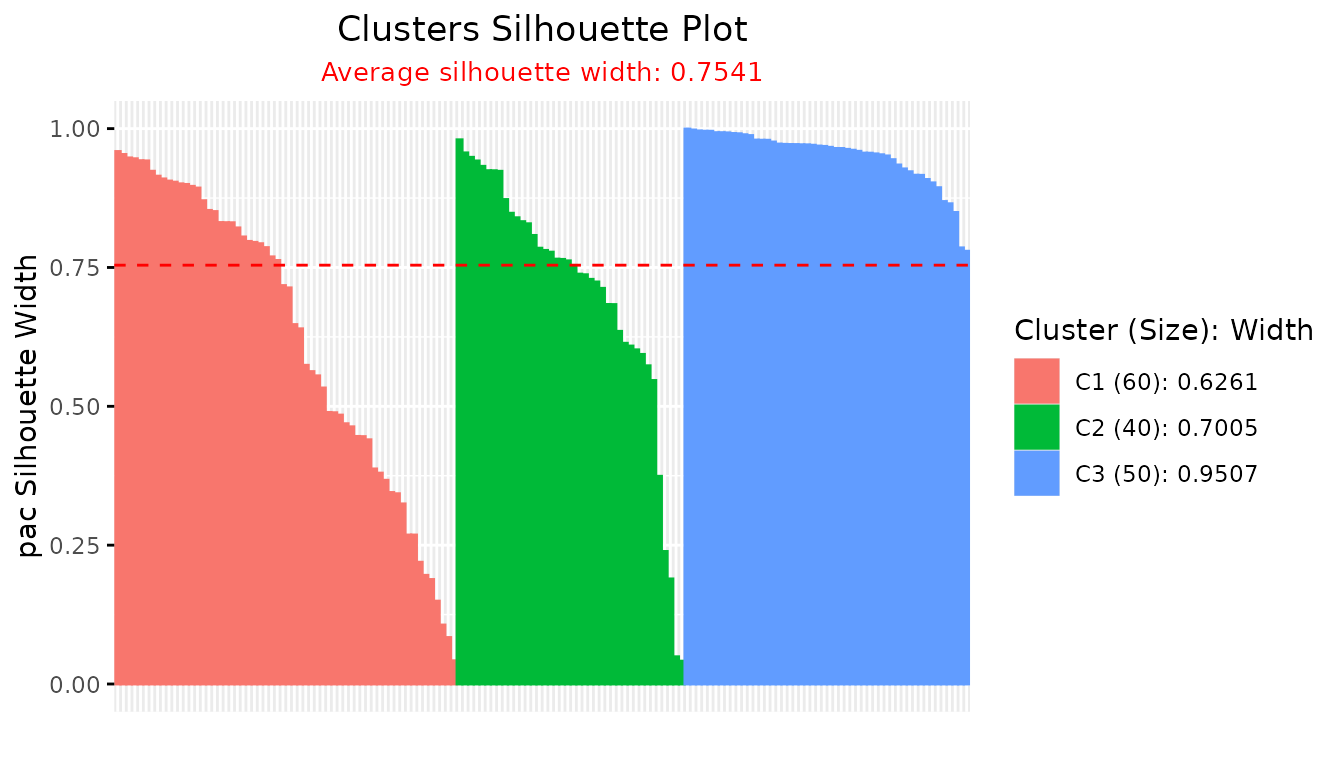 Clusters Silhouette Plot
Average silhouette width: 0.7541
pac Silhouette Width
1.00
0.75
0.50
0.25
0.00
Cluster (Size): Width
C1 (60): 0.6261
C2 (40): 0.7005
C3 (50): 0.9507